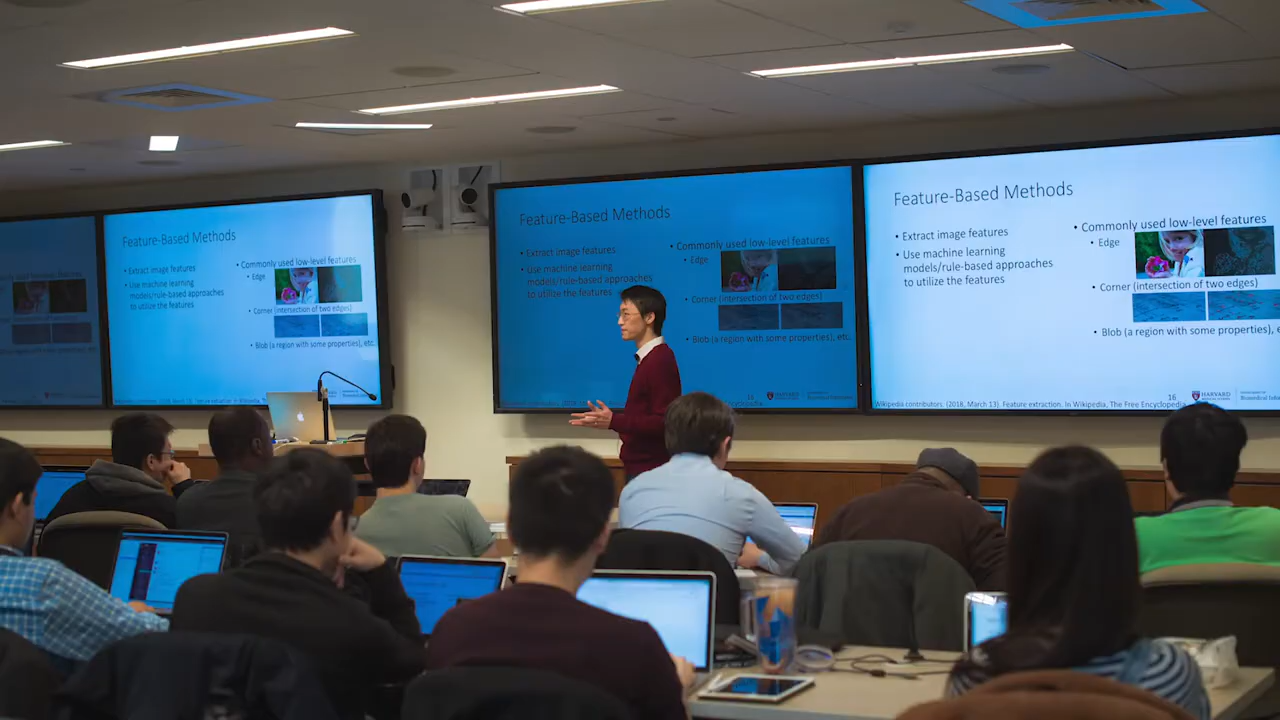 Feature-Based Methods
• Extract image features
• Use machine learning
models/rule-based approaches
to utilize the features
• Commonly used low-level features
• Edge
Corner (intersection of two edges)
• Blob (a region with some properties), etc.
Feature-Based Methods
• Extract image features
• Use machine learning
models/rule-based approaches
to utilize the features
• Commonly used low-level features
• Edge
Corner (intersection of two edges)
• Blob (a region with some properties), etc.
Feature-Based Methods
• Extract image features
• Use machine learning
models/rule-based approaches
to utilize the features
• Commonly used low-level features
• Edge
Corner (intersection of two edges)
• Blob (a region with some properties), e
16
HARVARD
Biomedical
Wikipedia contributors. (2018, March 13). Feature extraction. In Wikipedia, The Free Encyclopedia